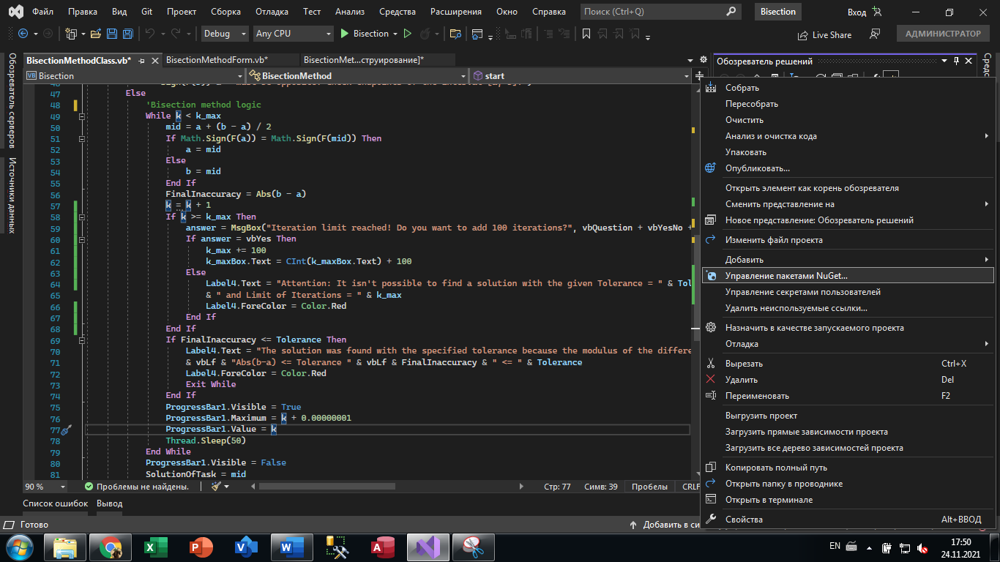 Файл Правка Вид Git Проект Сборка Отладка Тест Анализ Средства Расширения Окно Справка Поиск (Ctrl+Q) Bisection Вход
Debug Any CPU Bisection Live Share АДМИНИСТРАТОР
Обозреватель серверов
Источники данных
BisectionMethodClass.vb* BisectionMethodForm.vb* BisectionMet...струирование]*
VB Bisection BisectionMethod start
47 Else
48 'Bisection method logic
49 While k < k_max
50 mid = a + (b - a) / 2
51 If Math.Sign(F(a)) = Math.Sign(F(mid)) Then
52 a = mid
53 Else
54 b = mid
55 End If
56 FinalInaccuracy = Abs(b - a)
57 k = k + 1
58 If k >= k_max Then
59 answer = MsgBox("Iteration limit reached! Do you want to add 100 iterations?", vbQuestion + vbYesNo +
60 If answer = vbYes Then
61 k_max += 100
62 k_maxBox.Text = CInt(k_maxBox.Text) + 100
63 Else
64 Label4.Text = "Attention: It isn't possible to find a solution with the given Tolerance = " & Tol
65 & " and Limit of Iterations = " & k_max
66 Label4.ForeColor = Color.Red
67 End If
68 End If
69 If FinalInaccuracy <= Tolerance Then
70 Label4.Text = "The solution was found with the specified tolerance because the modulus of the differe
71 & vbLf & "Abs(b-a) <= Tolerance " & vbLf & FinalInaccuracy & " <= " & Tolerance
72 Label4.ForeColor = Color.Red
73 Exit While
74 End If
75 ProgressBar1.Visible = True
76 ProgressBar1.Maximum = k + 0.00000001
77 ProgressBar1.Value = k
78 Thread.Sleep(50)
79 End While
80 ProgressBar1.Visible = False
81 SolutionOfTask = mid
90 % Проблемы не найдены. Стр: 77 Симв: 39 Пробелы CRLF
Список ошибок Вывод
Готово Добавить в си
Обозреватель решений
Средс
Собрать
Пересобрать
Очистить
Анализ и очистка кода
Упаковать
Опубликовать...
Открыть элемент как корень обозревателя
Сменить представление на
Новое представление: Обозреватель решений
Изменить файл проекта
Добавить
Управление пакетами NuGet...
Управление секретами пользователей
Удалить неиспользуемые ссылки...
Назначить в качестве запускаемого проекта
Отладка
Вырезать Ctrl+X
Удалить Del
Переименовать F2
Выгрузить проект
Загрузить прямые зависимости проекта
Загрузить все дерево зависимостей проекта
Копировать полный путь
Открыть папку в проводнике
Открыть в терминале
Свойства Alt+ВВОД
EN 17:50
24.11.2021